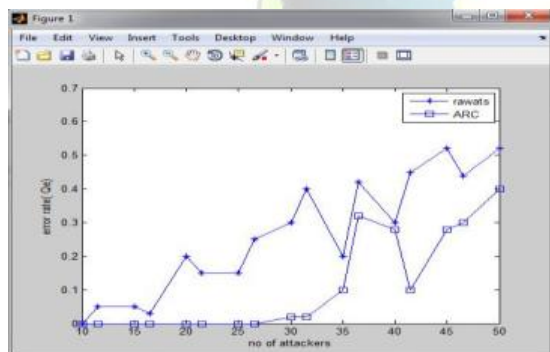 Figure 1
File Edit View Insert Tools Desktop Window Help
0.7
0.6
0.5
0.4
0.3
0.2
0.1
0
10 15 20 25 30 35 40 45 50
rawats
ARC
error rate( Qe)
no of attackers